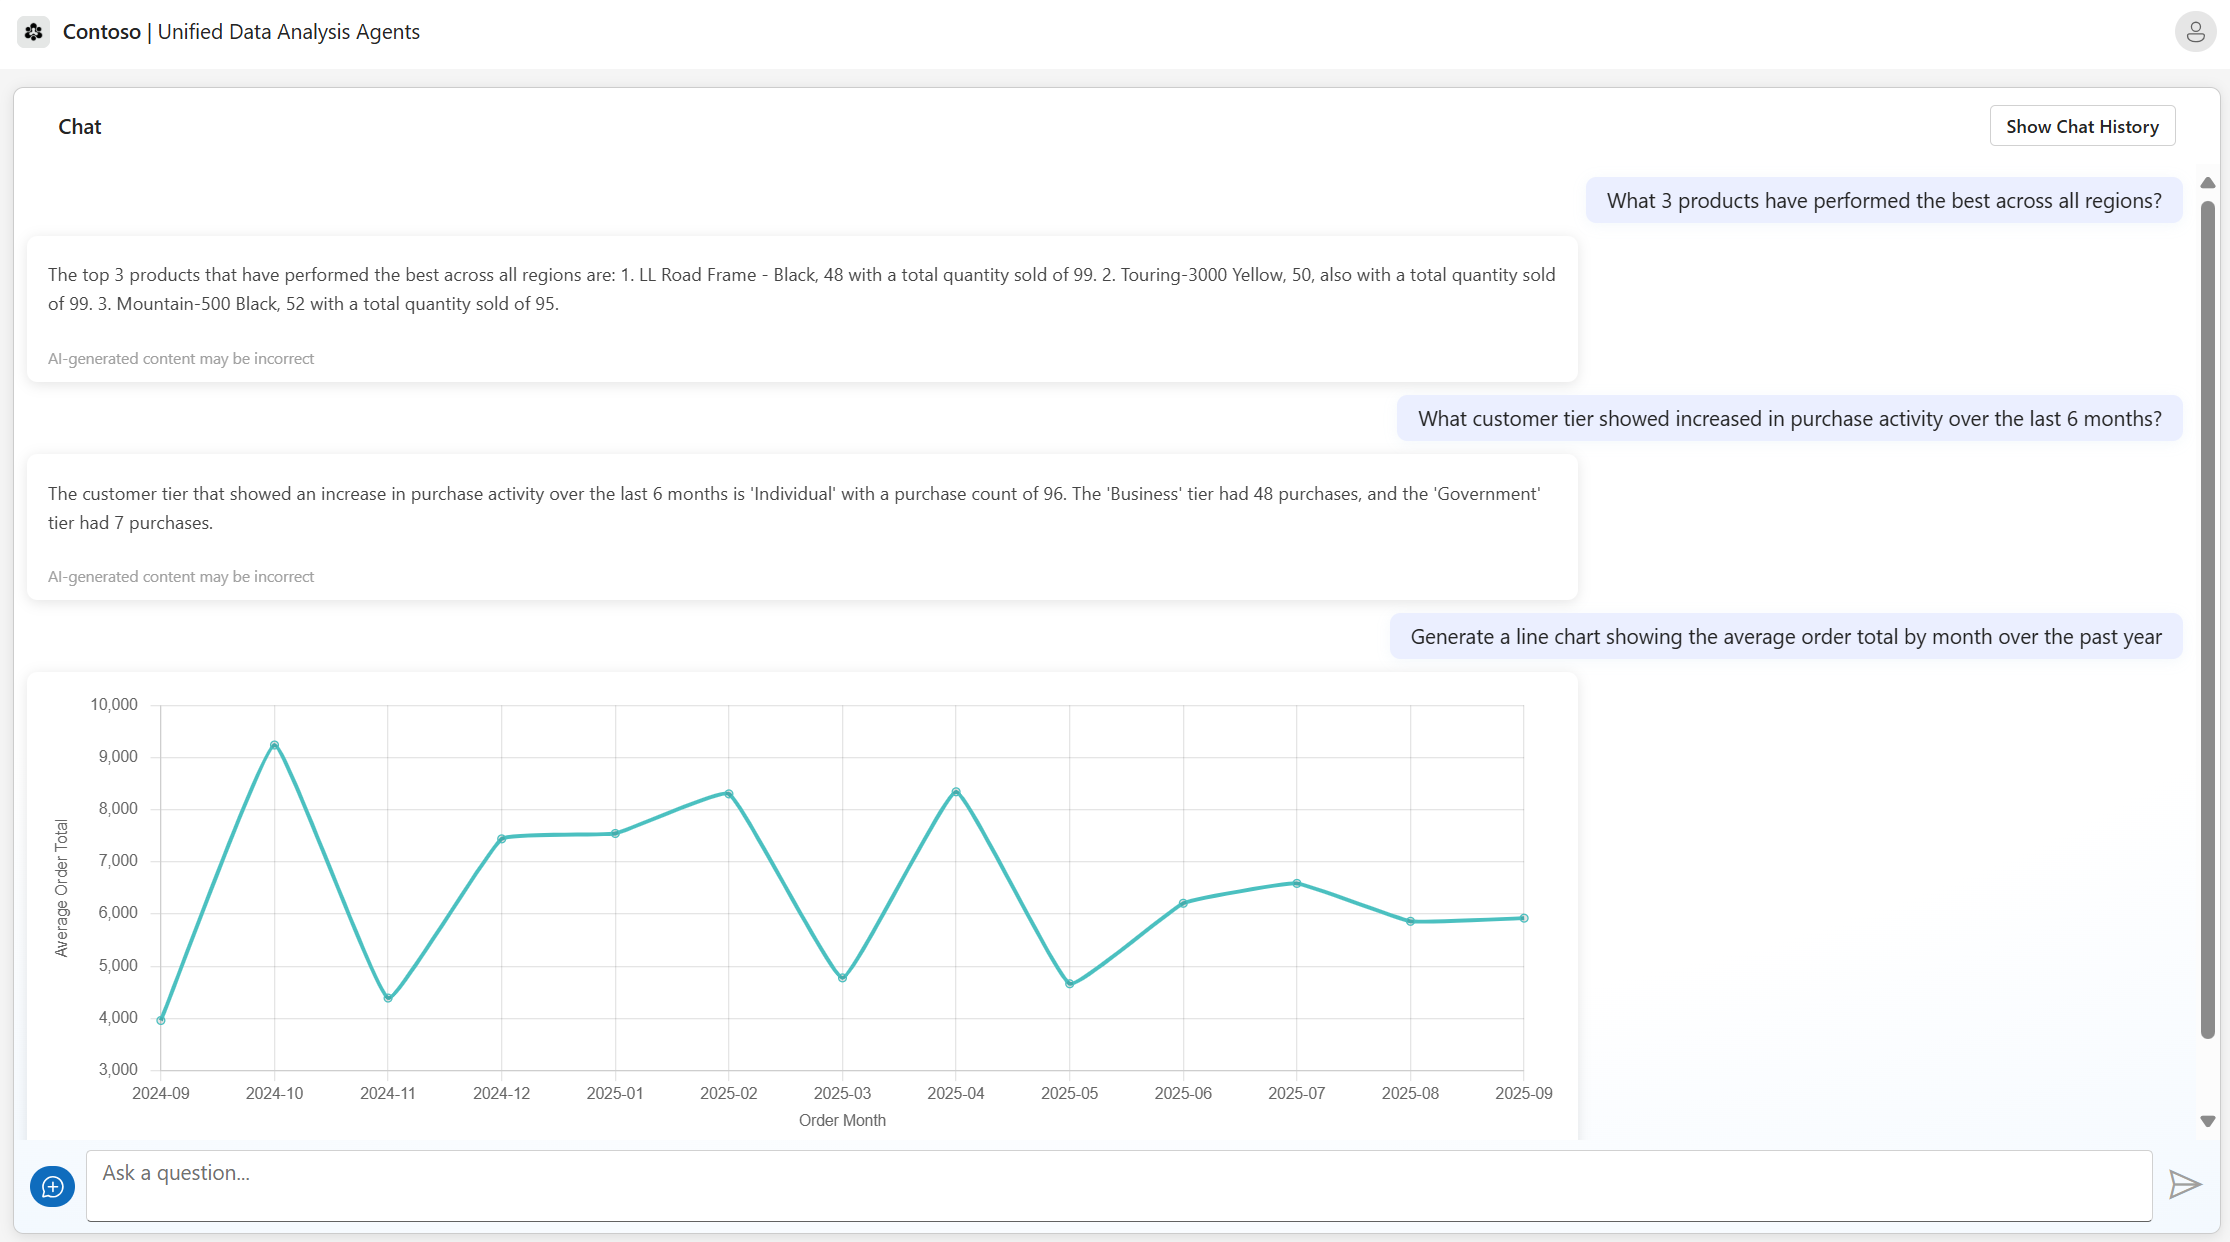 Contoso | Unified Data Analysis Agents
Chat
Show Chat History
What 3 products have performed the best across all regions?
The top 3 products that have performed the best across all regions are: 1. LL Road Frame - Black, 48 with a total quantity sold of 99. 2. Touring-3000 Yellow, 50, also with a total quantity sold
of 99. 3. Mountain-500 Black, 52 with a total quantity sold of 95.
AI-generated content may be incorrect
What customer tier showed increased in purchase activity over the last 6 months?
The customer tier that showed an increase in purchase activity over the last 6 months is 'Individual' with a purchase count of 96. The 'Business' tier had 48 purchases, and the 'Government'
tier had 7 purchases.
AI-generated content may be incorrect
Generate a line chart showing the average order total by month over the past year
10,000
9,000
8,000
7,000
6,000
5,000
4,000
3,000
Average Order Total
2024-09 2024-10 2024-11 2024-12 2025-01 2025-02 2025-03 2025-04 2025-05 2025-06 2025-07 2025-08 2025-09
Order Month
Ask a question...